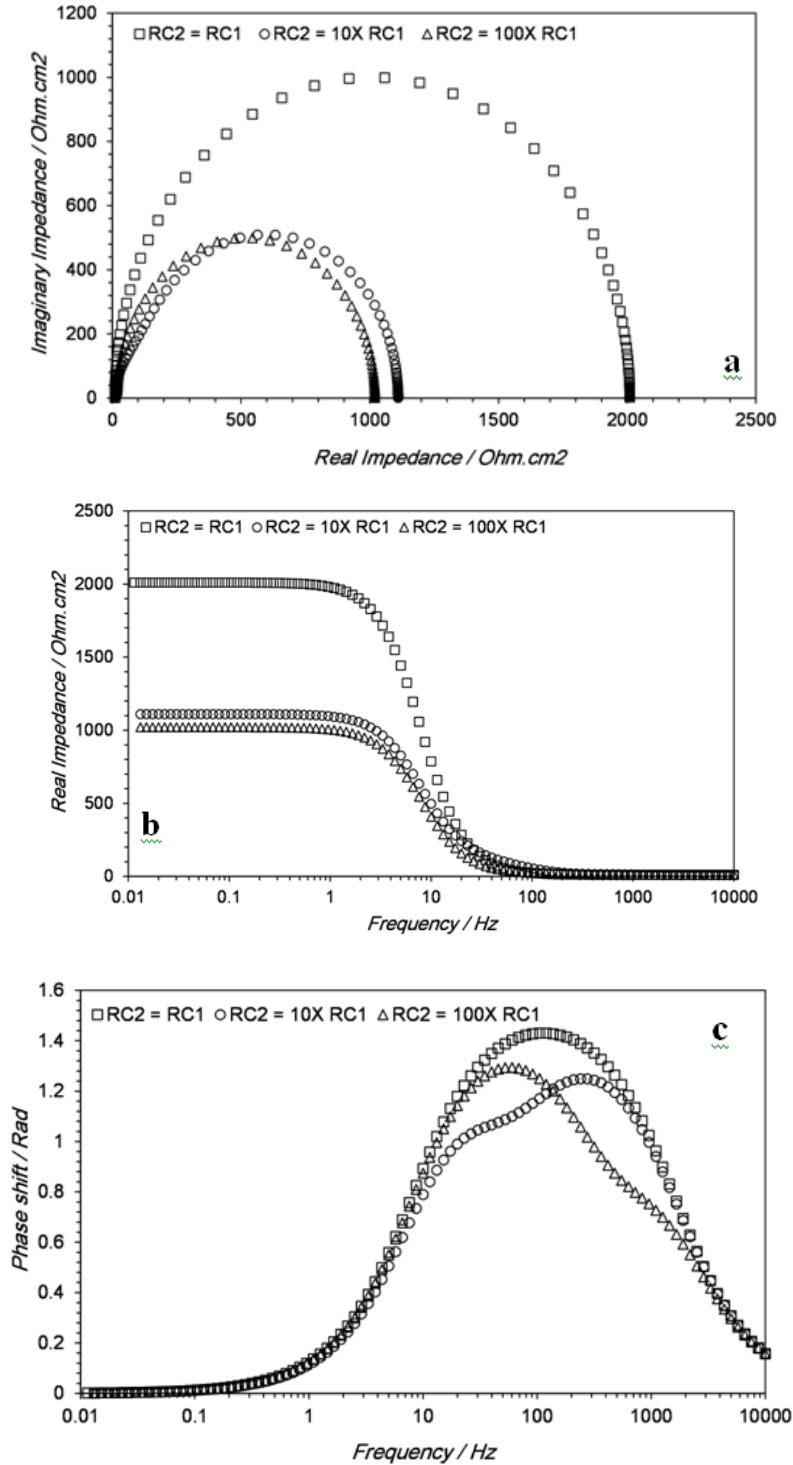 1200
1000
800
600
400
200
0
□RC2 = RC1 ○RC2 = 10X RC1 △RC2 = 100X RC1
Imaginary Impedance / Ohm.cm2
a
0 500 1000 1500 2000 2500
Real Impedance / Ohm.cm2
2500
2000
1500
1000
500
0
□RC2 = RC1 ○RC2 = 10X RC1 △RC2 = 100X RC1
Real Impedance / Ohm.cm2
b
0.01 0.1 1 10 100 1000 10000
Frequency / Hz
1.6
1.4
1.2
1
0.8
0.6
0.4
0.2
0
□RC2 = RC1 ○RC2 = 10X RC1 △RC2 = 100X RC1
c
Phase shift / Rad
0.01 0.1 1 10 100 1000 10000
Frequency / Hz